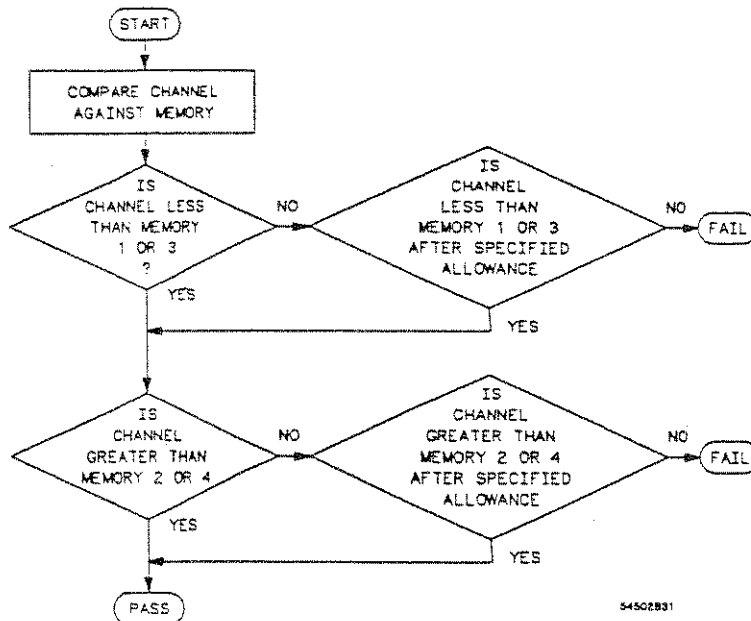 START
COMPARE CHANNEL
AGAINST MEMORY
IS
CHANNEL LESS
THAN MEMORY
1 OR 3
?
NO
IS
CHANNEL
LESS THAN
MEMORY 1 OR 3
AFTER SPECIFIED
ALLOWANCE
NO
FAIL
YES
YES
IS
CHANNEL
GREATER THAN
MEMORY 2 OR 4
NO
IS
CHANNEL
GREATER THAN
MEMORY 2 OR 4
AFTER SPECIFIED
ALLOWANCE
NO
FAIL
YES
YES
PASS
54502B31